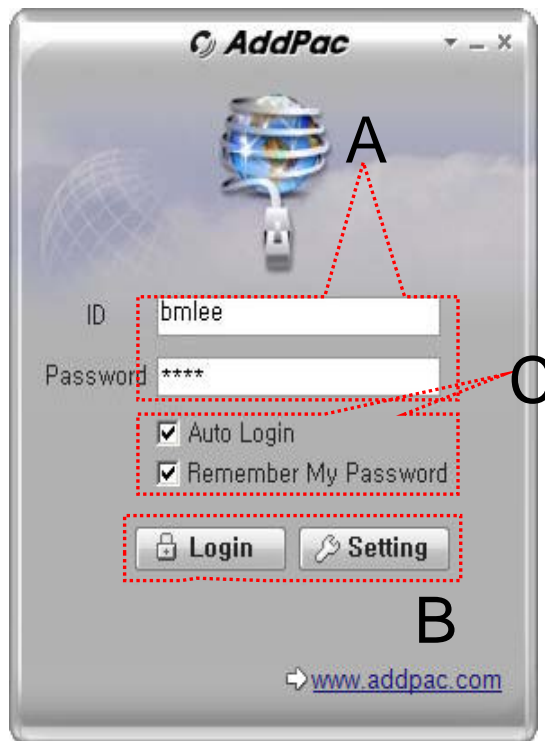 AddPac
A
ID bmlee
Password ****
C
Auto Login
Remember My Password
Login Setting
B
www.addpac.com